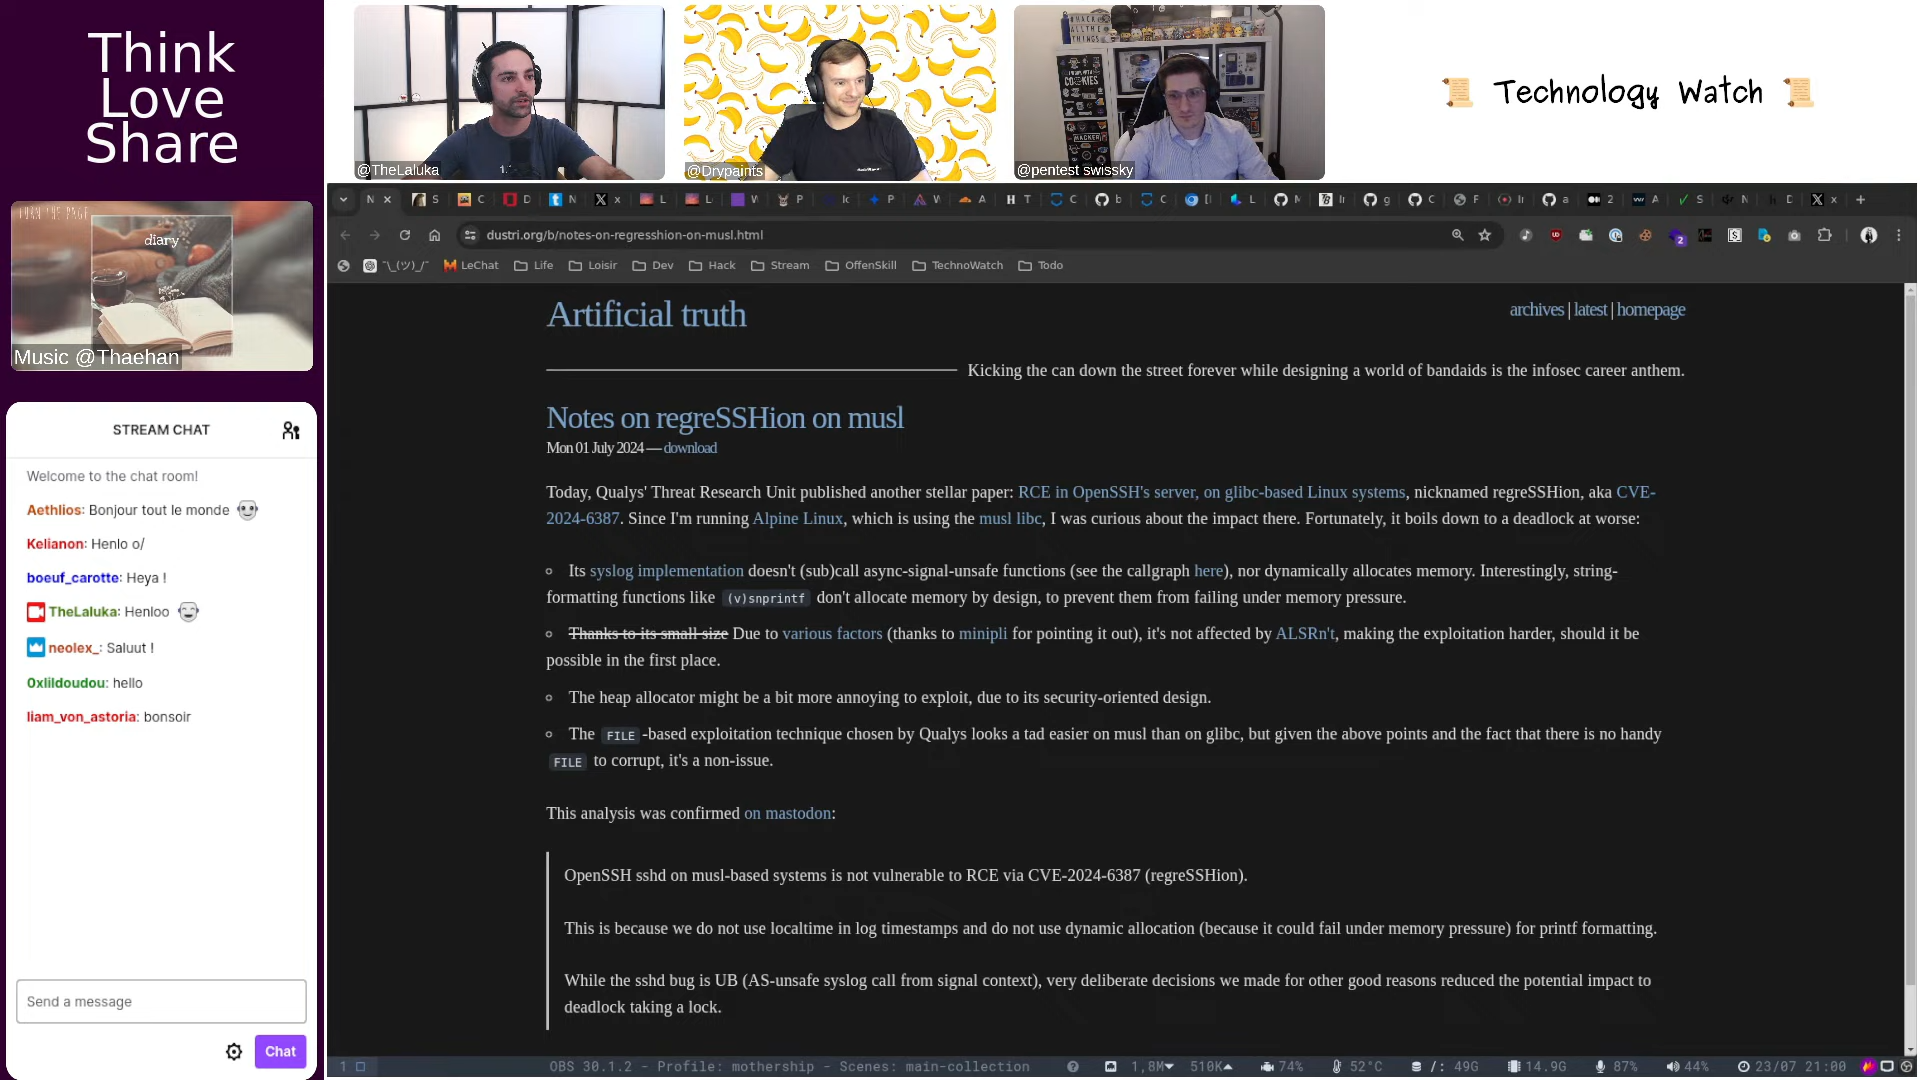 Think
Love
Share
TURN THE PAGE
diary
Music @Thaehan
STREAM CHAT
Welcome to the chat room!
Aethlios: Bonjour tout le monde
Kelianon: Henlo o/
boeuf_carotte: Heya !
TheLaluka: Henloo
neolex_: Saluut !
0xlildoudou: hello
liam_von_astoria: bonsoir
Send a message
Chat
@TheLaluka
@Drypaints
@pentest swissky
HACKER
Technology Watch
dustri.org/b/notes-on-regresshion-on-musl.html
¯\_(ツ)_/¯ LeChat Life Loisir Dev Hack Stream OffenSkill TechnoWatch Todo
Artificial truth
archives | latest | homepage
Kicking the can down the street forever while designing a world of bandaids is the infosec career anthem.
Notes on regreSSHion on musl
Mon 01 July 2024 — download
Today, Qualys' Threat Research Unit published another stellar paper: RCE in OpenSSH's server, on glibc-based Linux systems, nicknamed regreSSHion, aka CVE-
2024-6387. Since I'm running Alpine Linux, which is using the musl libc, I was curious about the impact there. Fortunately, it boils down to a deadlock at worse:
Its syslog implementation doesn't (sub)call async-signal-unsafe functions (see the callgraph here), nor dynamically allocates memory. Interestingly, string-
formatting functions like (v)snprintf don't allocate memory by design, to prevent them from failing under memory pressure.
Thanks to its small size Due to various factors (thanks to minipli for pointing it out), it's not affected by ALSRn't, making the exploitation harder, should it be
possible in the first place.
The heap allocator might be a bit more annoying to exploit, due to its security-oriented design.
The FILE-based exploitation technique chosen by Qualys looks a tad easier on musl than on glibc, but given the above points and the fact that there is no handy
FILE to corrupt, it's a non-issue.
This analysis was confirmed on mastodon:
OpenSSH sshd on musl-based systems is not vulnerable to RCE via CVE-2024-6387 (regreSSHion).
This is because we do not use localtime in log timestamps and do not use dynamic allocation (because it could fail under memory pressure) for printf formatting.
While the sshd bug is UB (AS-unsafe syslog call from signal context), very deliberate decisions we made for other good reasons reduced the potential impact to
deadlock taking a lock.
1 OBS 30.1.2 - Profile: mothership - Scenes: main-collection 1,8M 510K 74% 52°C /: 49G 14.9G 87% 44% 23/07 21:00